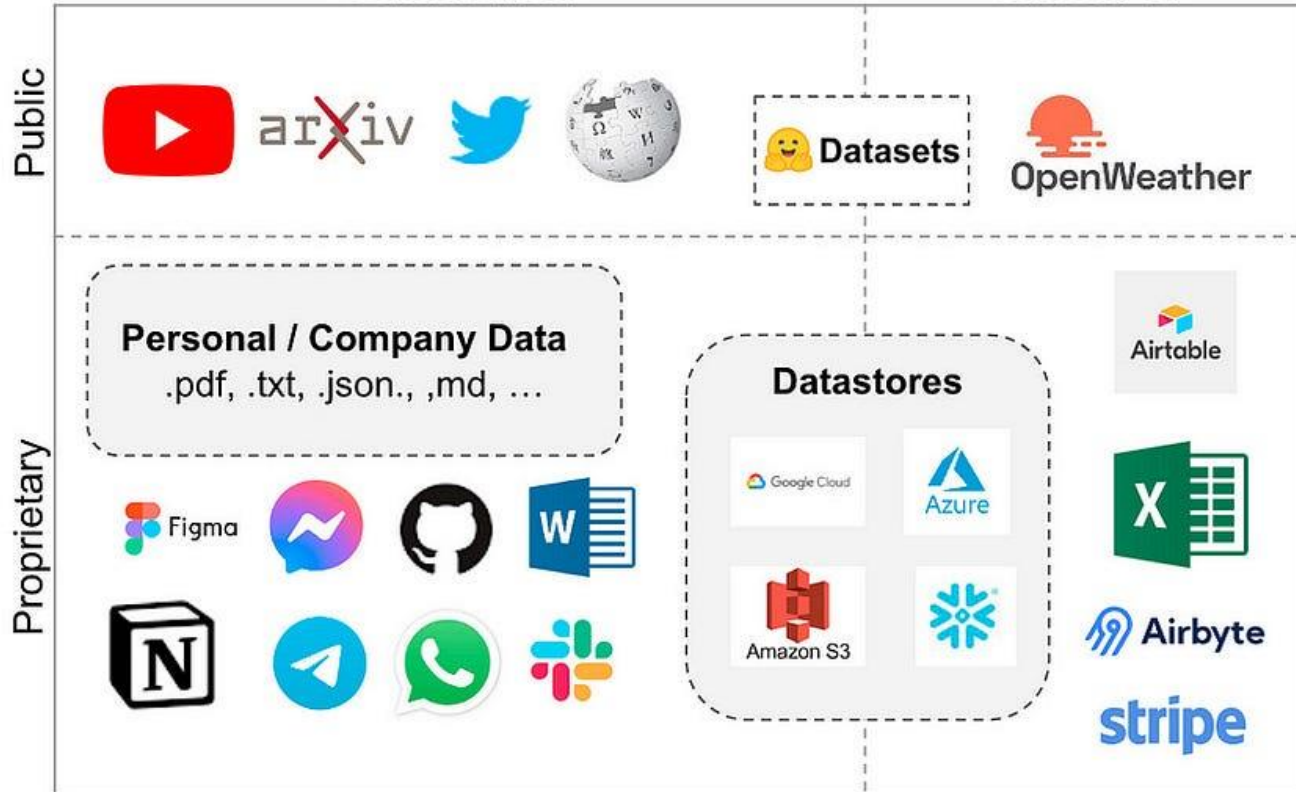 Public
arXiv
Datasets
OpenWeather
Proprietary
Personal / Company Data
.pdf, .txt, .json., ,md, …
Datastores
Airtable
Google Cloud
Azure
Figma
W
X
Amazon S3
N
Airbyte
stripe